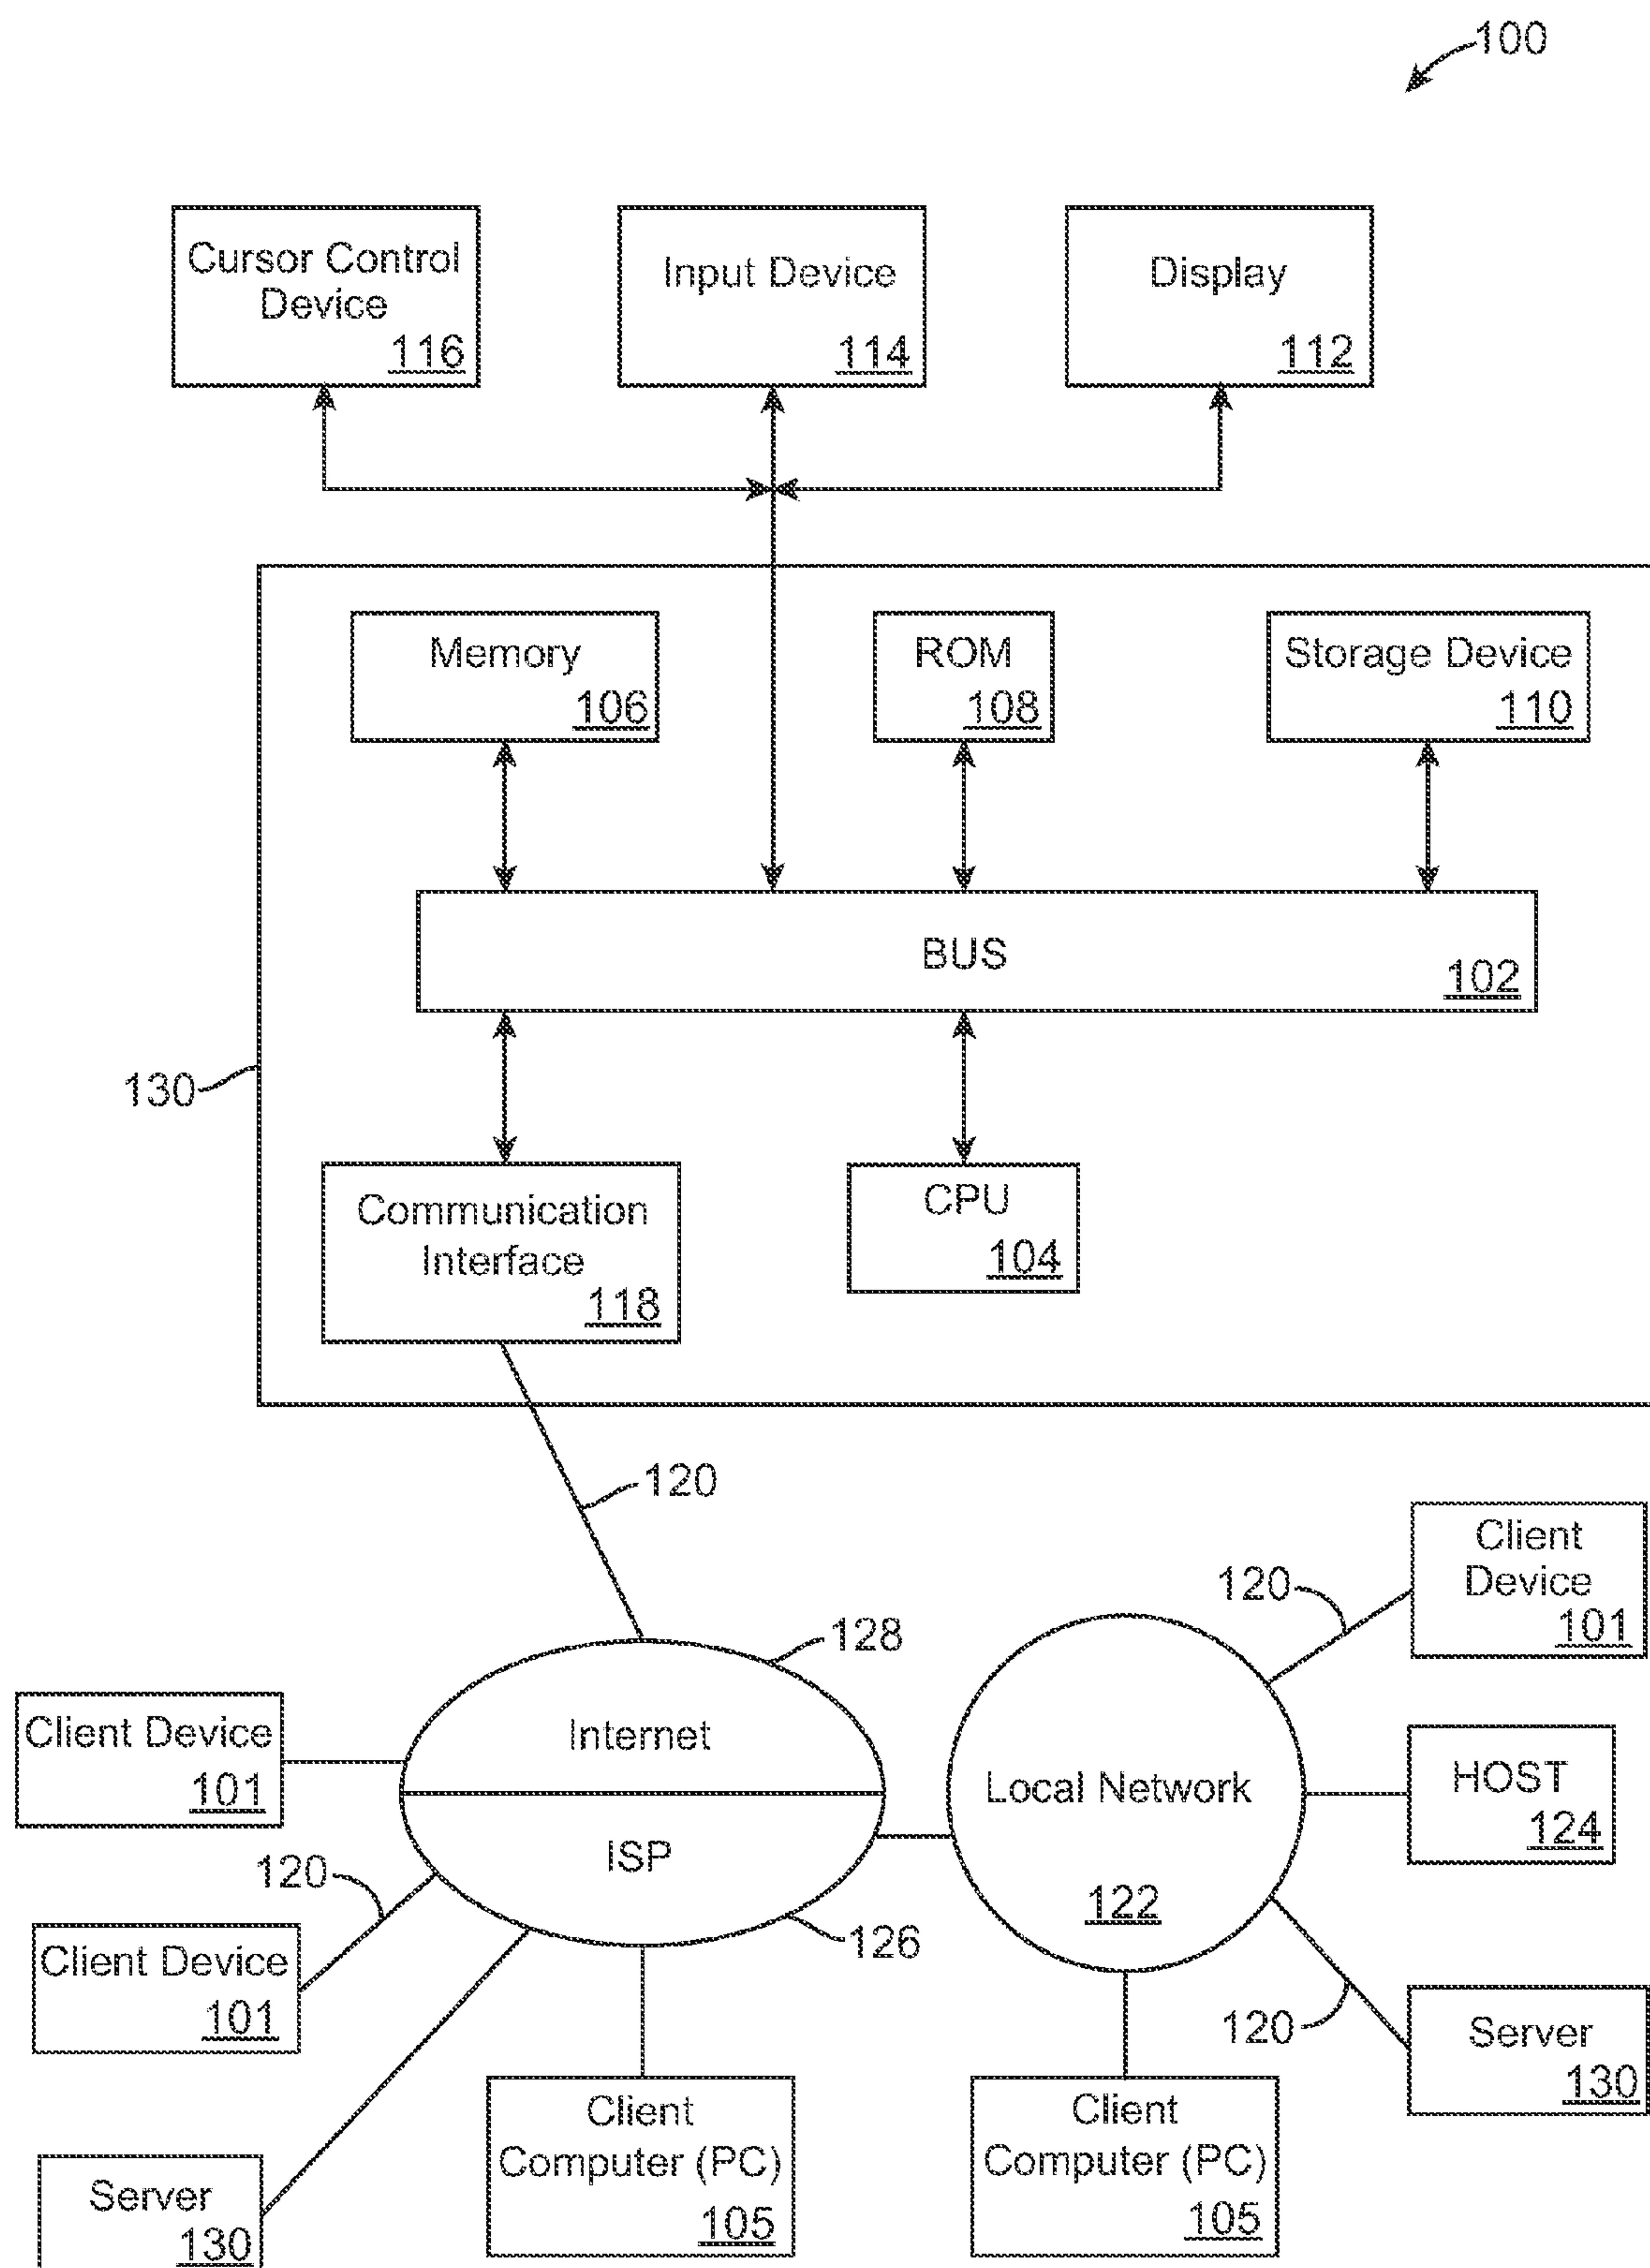 100
Cursor Control
Device
116
Input Device
114
Display
112
Memory
106
ROM
108
Storage Device
110
BUS
102
130
Communication
Interface
118
CPU
104
120
Client
Device
101
120
128
Internet
Client Device
101
Local Network
122
HOST
124
ISP
126
120
Client Device
101
120
Server
130
Client
Computer (PC)
105
Client
Computer (PC)
105
Server
130